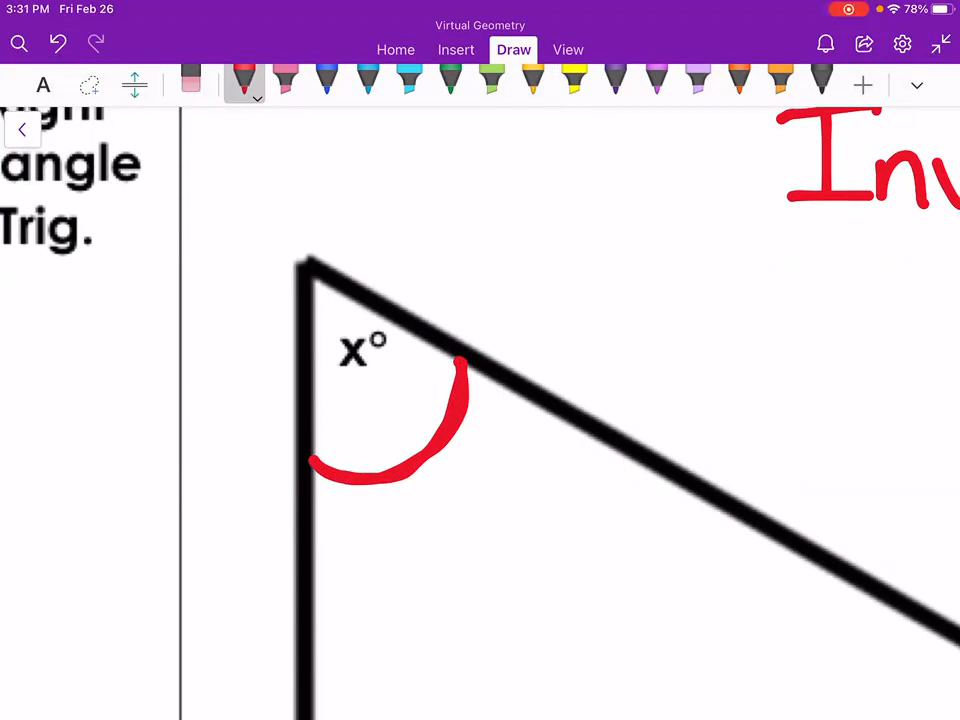 3:31 PM Fri Feb 26
78%
Virtual Geometry
Home Insert Draw View
A
angle
Trig.
x°